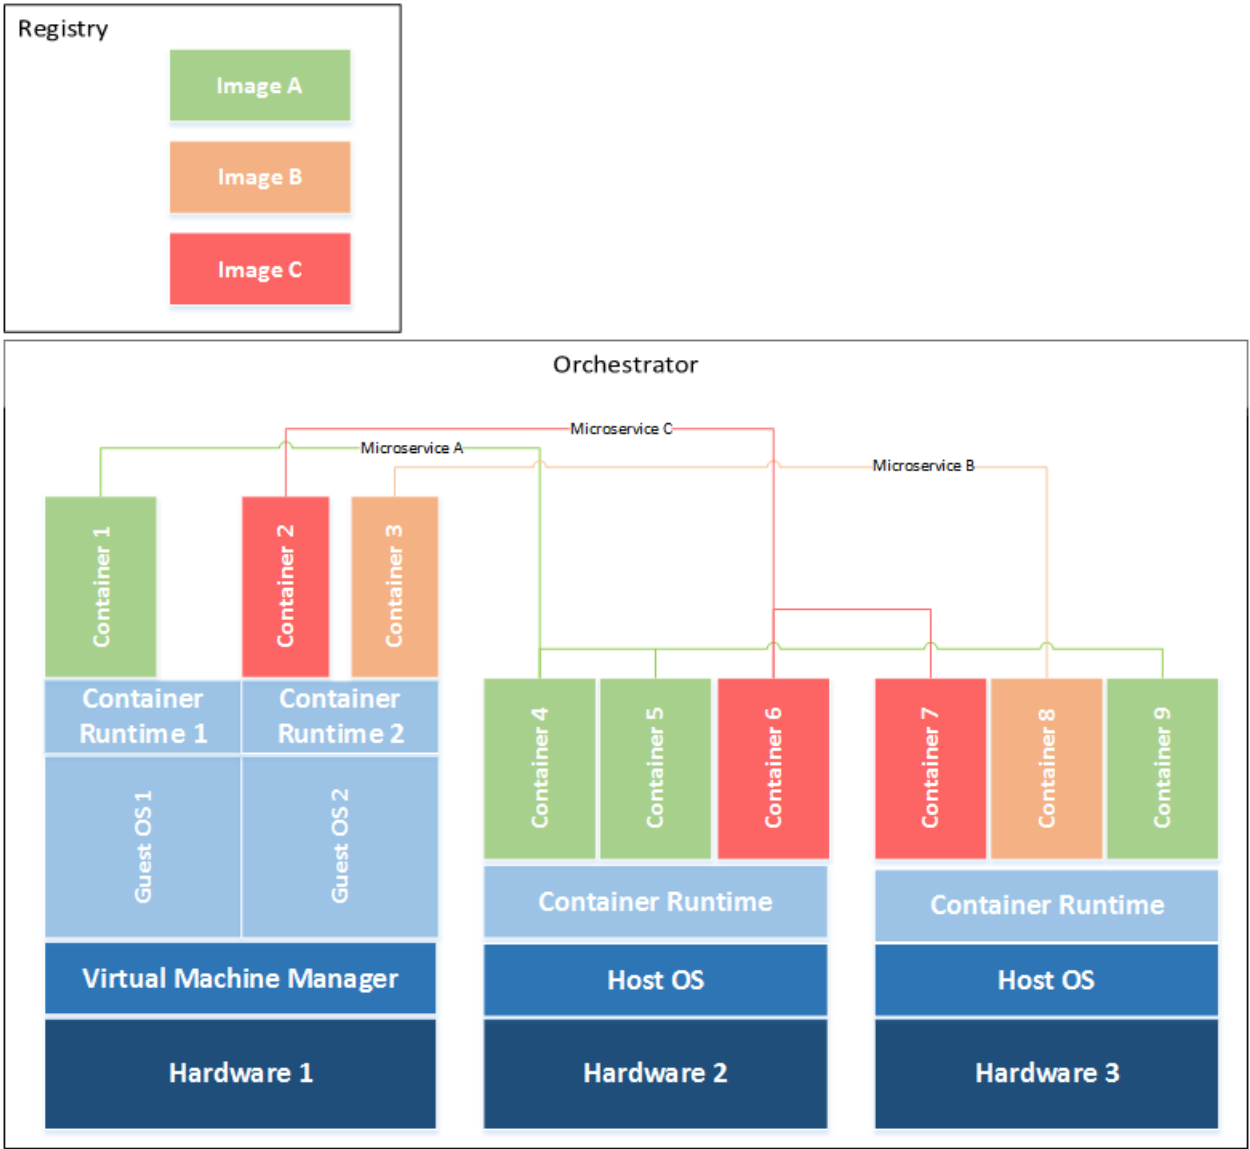 Registry
Image A
Image B
Image C
Orchestrator
Microservice C
Microservice A
Microservice B
Container 1
Container 2
Container 3
Container
Runtime 1
Container
Runtime 2
Guest OS 1
Guest OS 2
Virtual Machine Manager
Hardware 1
Container 4
Container 5
Container 6
Container Runtime
Host OS
Hardware 2
Container 7
Container 8
Container 9
Container Runtime
Host OS
Hardware 3